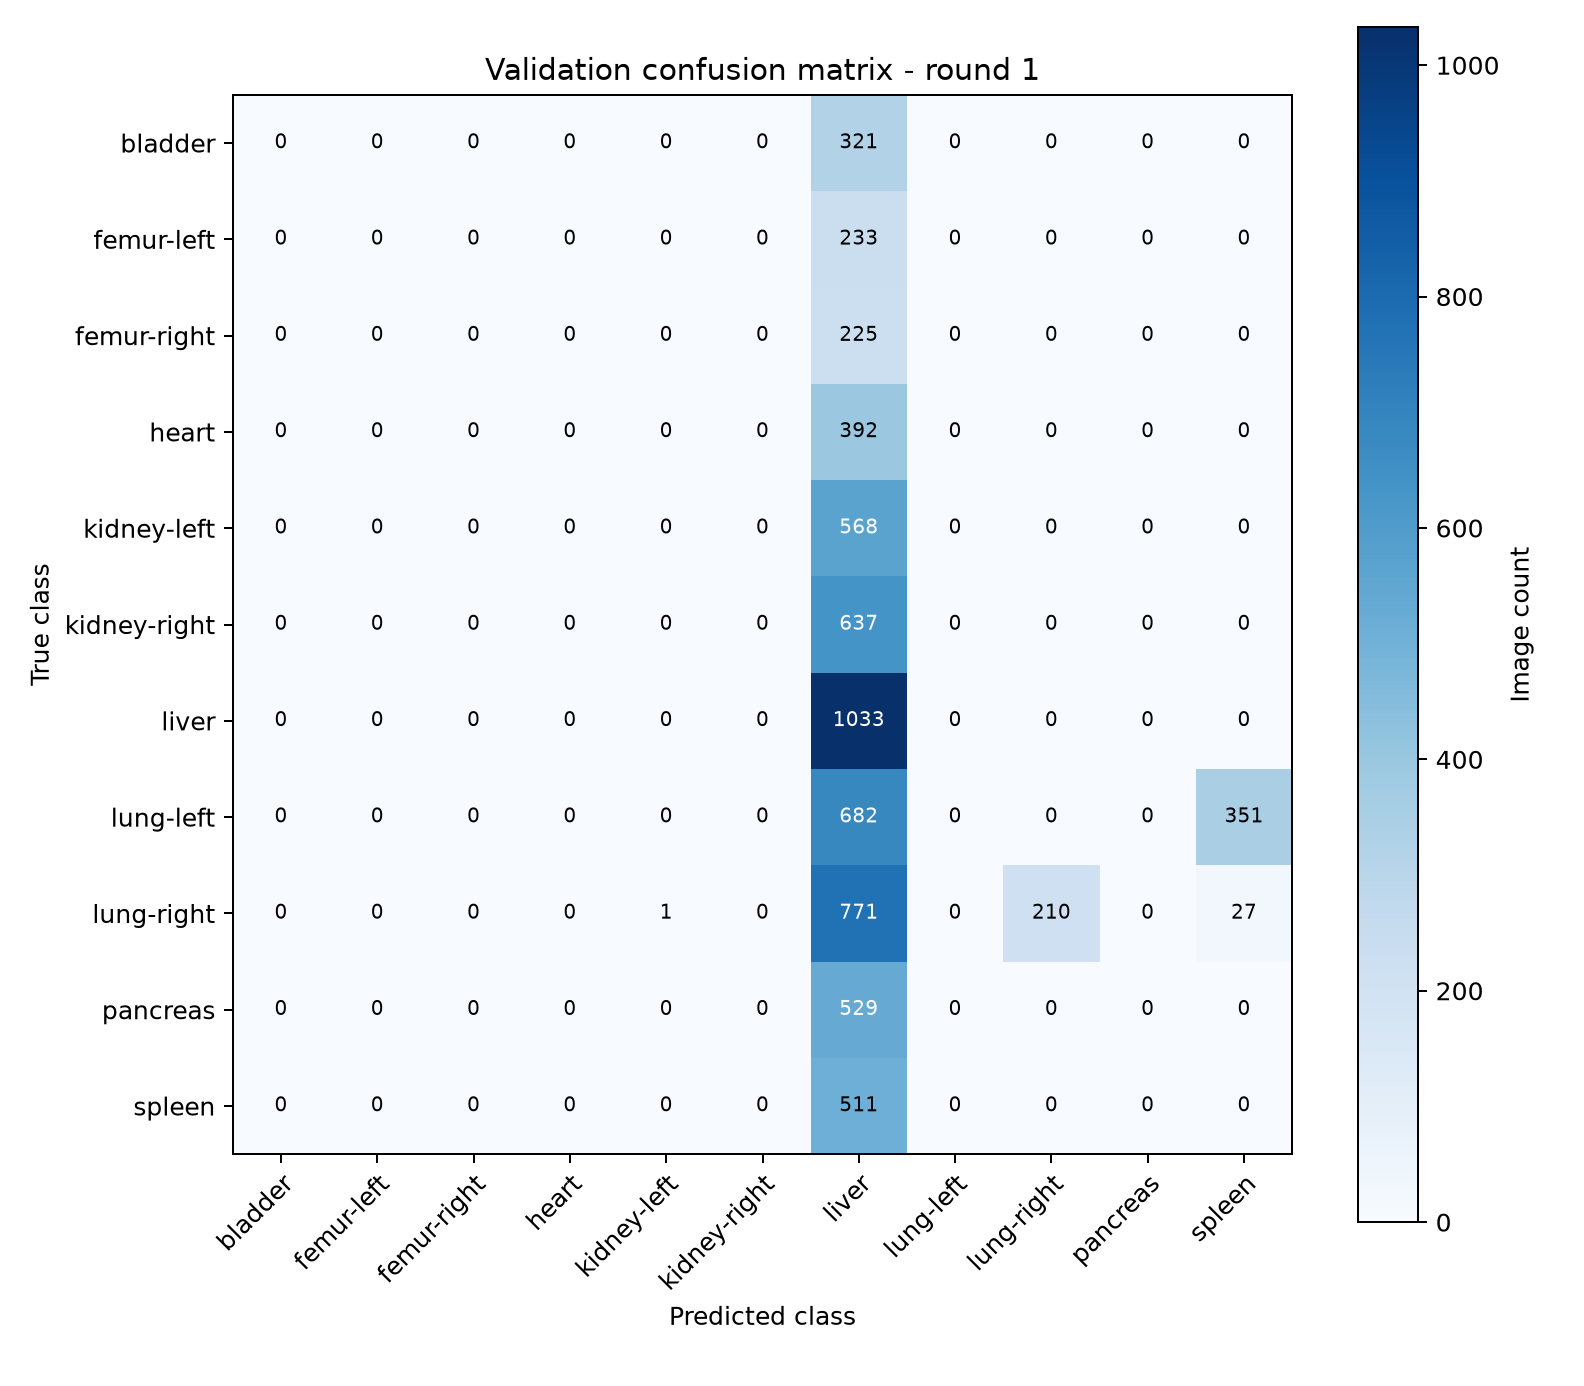 Validation confusion matrix - round 1
True class
bladder 0 0 0 0 0 0 321 0 0 0 0
femur-left 0 0 0 0 0 0 233 0 0 0 0
femur-right 0 0 0 0 0 0 225 0 0 0 0
heart 0 0 0 0 0 0 392 0 0 0 0
kidney-left 0 0 0 0 0 0 568 0 0 0 0
kidney-right 0 0 0 0 0 0 637 0 0 0 0
liver 0 0 0 0 0 0 1033 0 0 0 0
lung-left 0 0 0 0 0 0 682 0 0 0 351
lung-right 0 0 0 0 1 0 771 0 210 0 27
pancreas 0 0 0 0 0 0 529 0 0 0 0
spleen 0 0 0 0 0 0 511 0 0 0 0
bladder femur-left femur-right heart kidney-left kidney-right liver lung-left lung-right pancreas spleen
Predicted class
1000
800
600
400
200
0
Image count